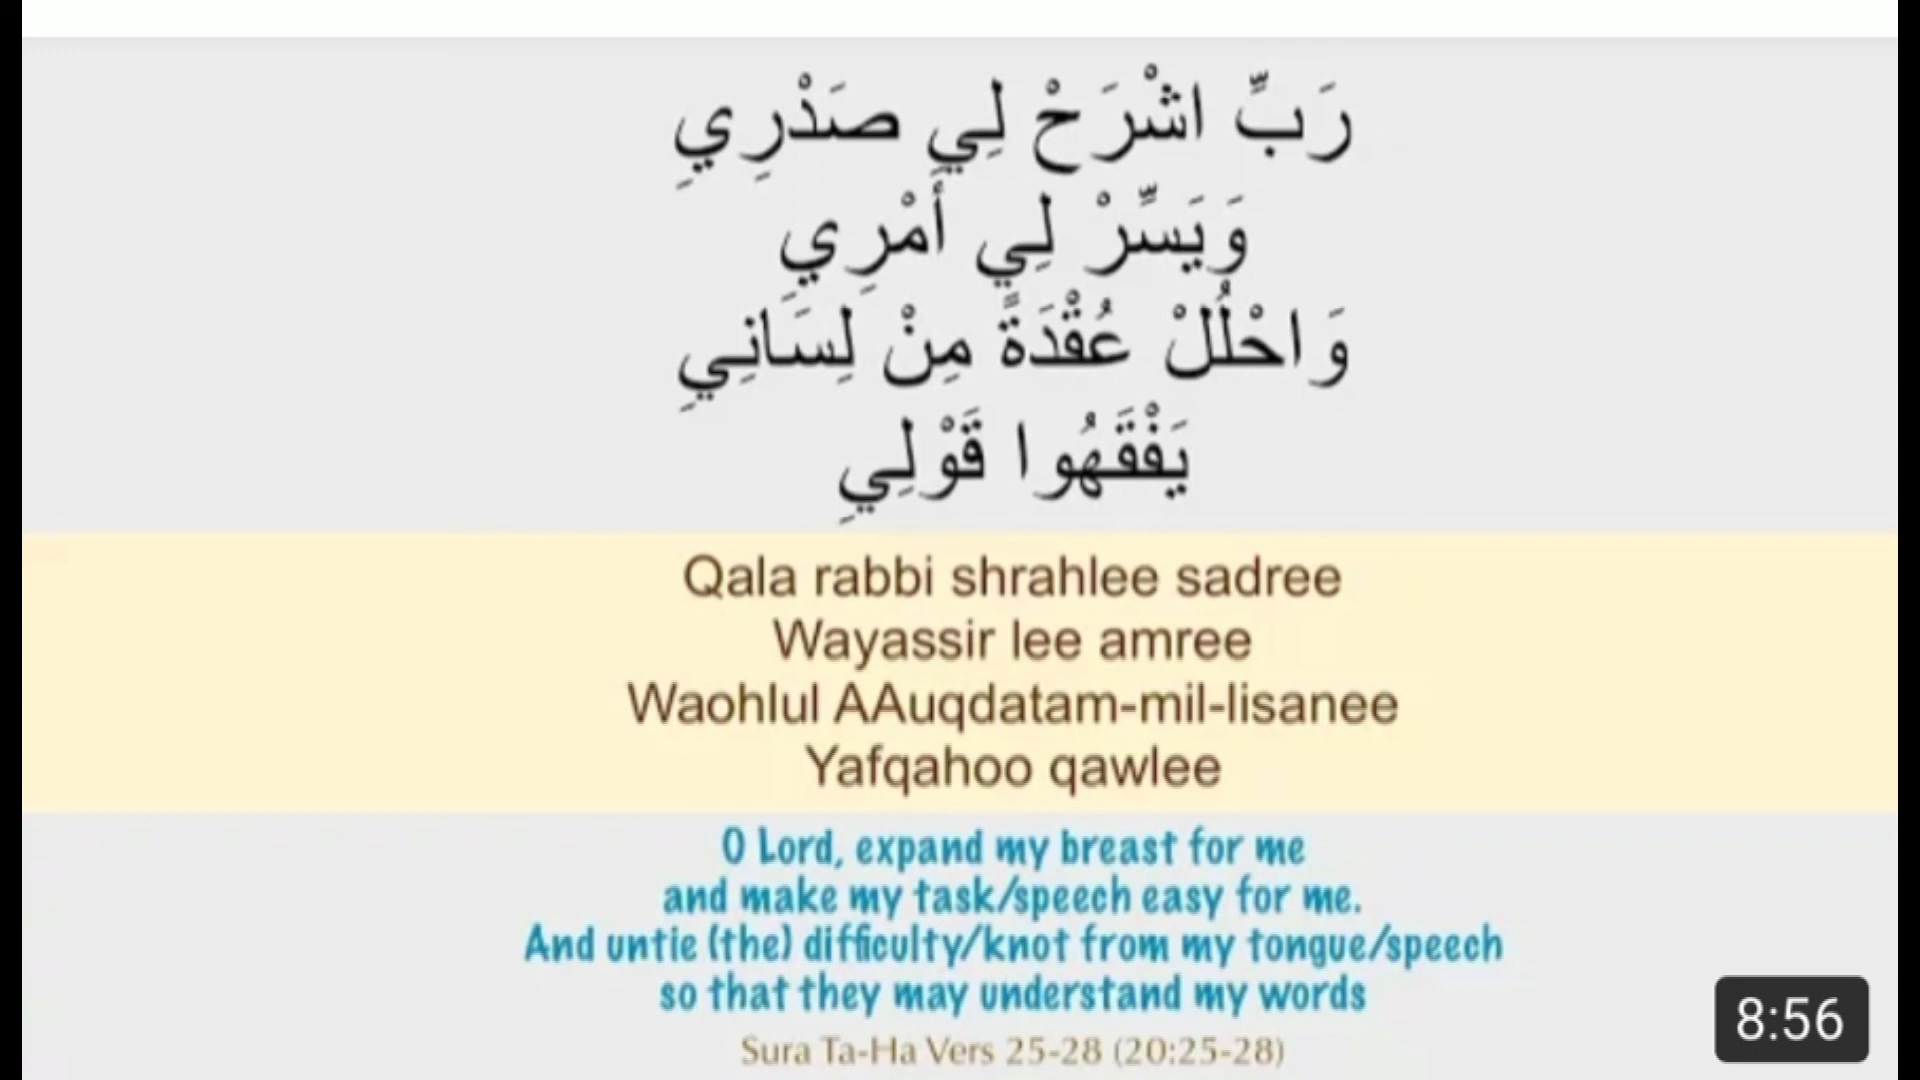 رَبِّ اشْرَحْ لِي صَدْرِي
وَيَسِّرْ لِي أَمْرِي
وَاحْلُلْ عُقْدَةً مِنْ لِسَانِي
يَفْقَهُوا قَوْلِي
Qala rabbi shrahlee sadree
Wayassir lee amree
Waohlul AAuqdatam-mil-lisanee
Yafqahoo qawlee
O Lord, expand my breast for me
and make my task/speech easy for me.
And untie (the) difficulty/knot from my tongue/speech
so that they may understand my words
Sura Ta-Ha Vers 25-28 (20:25-28)
8:56